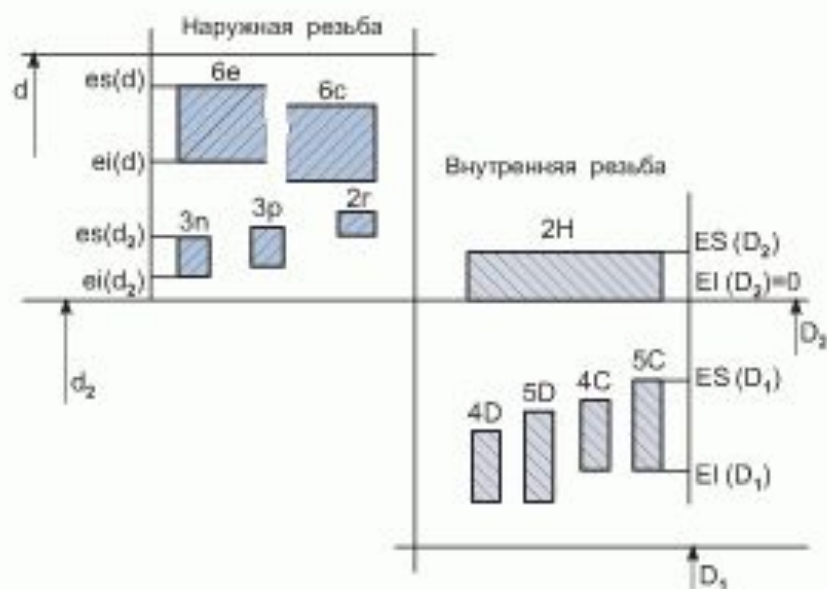 Наружная резьба
d
es(d)
6e
6c
ei(d)
Внутренняя резьба
3n
3p
2r
es(d₂)
ei(d₂)
2H
ES (D₂)
EI (D₂)=0
d₂
D₂
4D
5D
4C
5C
ES (D₁)
EI (D₁)
D₁